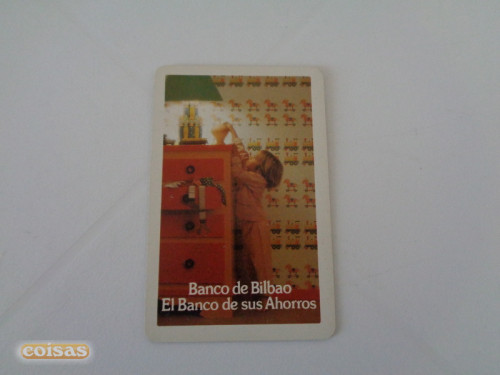 Banco de Bilbao
El Banco de sus Ahorros
coisas